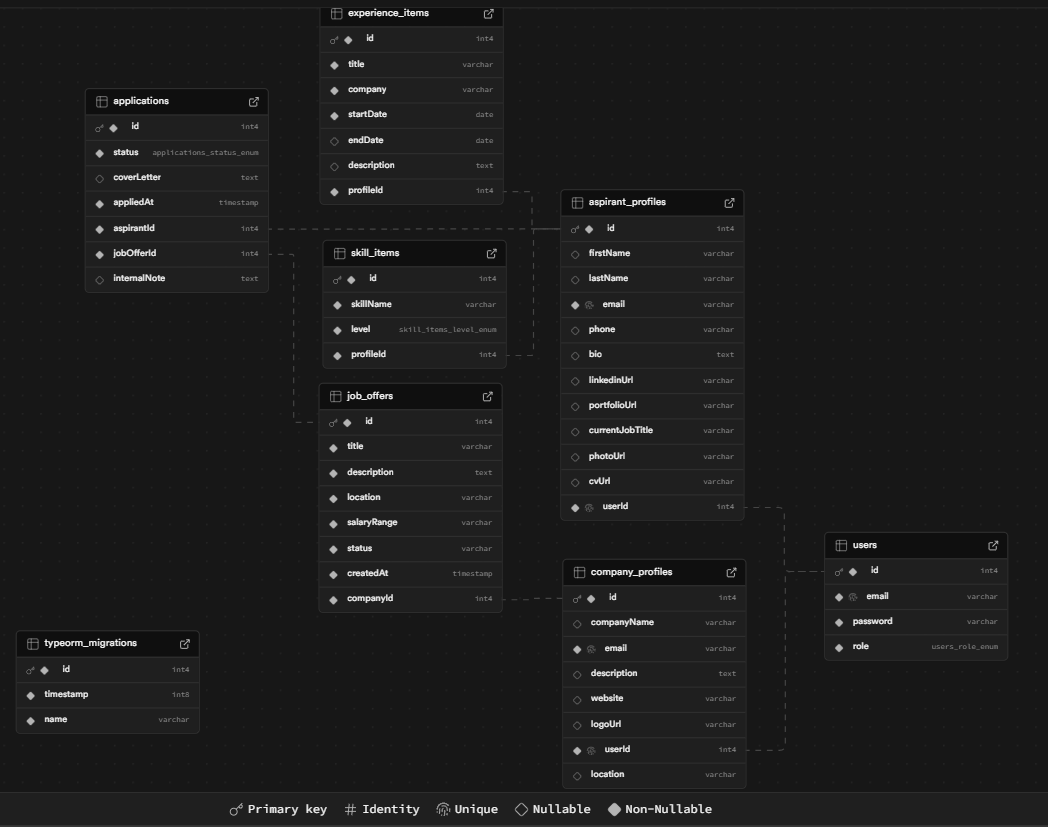 experience_items
id int4
title varchar
company varchar
startDate date
endDate date
description text
profileId int4
applications
id int4
status applications_status_enum
coverLetter text
appliedAt timestamp
aspirantId int4
jobOfferId int4
internalNote text
aspirant_profiles
id int4
firstName varchar
lastName varchar
email varchar
phone varchar
bio text
linkedinUrl varchar
portfolioUrl varchar
currentJobTitle varchar
photoUrl varchar
cvUrl varchar
userId int4
skill_items
id int4
skillName varchar
level skill_items_level_enum
profileId int4
job_offers
id int4
title varchar
description text
location varchar
salaryRange varchar
status varchar
createdAt timestamp
companyId int4
users
id int4
email varchar
password varchar
role users_role_enum
company_profiles
id int4
companyName varchar
email varchar
description text
website varchar
logoUrl varchar
userId int4
location varchar
typeorm_migrations
id int4
timestamp int8
name varchar
Primary key # Identity Unique Nullable Non-Nullable